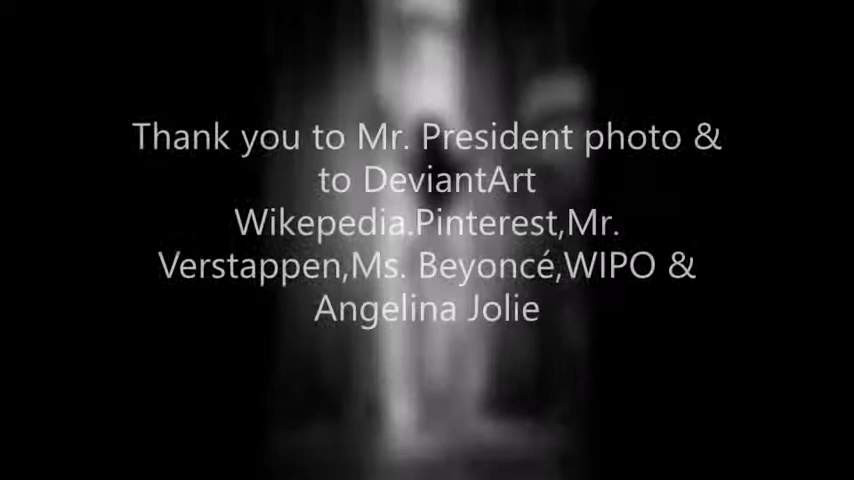 Thank you to Mr. President photo &
to DeviantArt
Wikepedia.Pinterest,Mr.
Verstappen,Ms. Beyoncé,WIPO &
Angelina Jolie